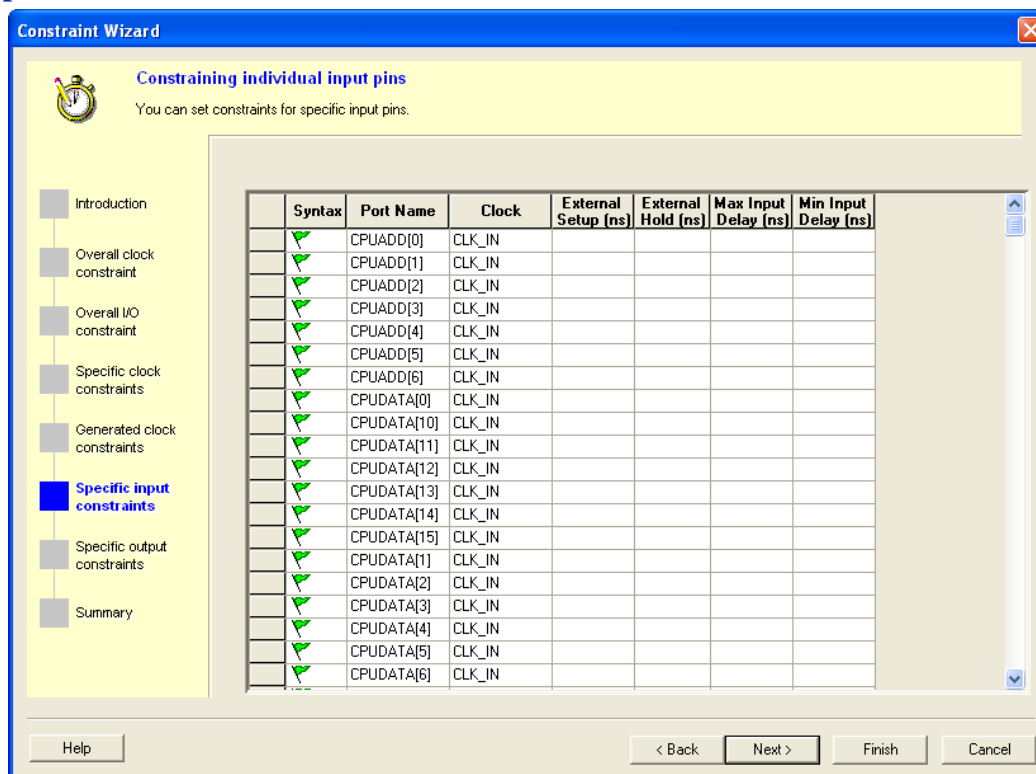 Constraint Wizard
Constraining individual input pins
You can set constraints for specific input pins.
Introduction
Overall clock
constraint
Overall I/O
constraint
Specific clock
constraints
Generated clock
constraints
Specific input
constraints
Specific output
constraints
Summary
Syntax Port Name Clock External Setup (ns) External Hold (ns) Max Input Delay (ns) Min Input Delay (ns)
CPUADD[0] CLK_IN
CPUADD[1] CLK_IN
CPUADD[2] CLK_IN
CPUADD[3] CLK_IN
CPUADD[4] CLK_IN
CPUADD[5] CLK_IN
CPUADD[6] CLK_IN
CPUDATA[0] CLK_IN
CPUDATA[10] CLK_IN
CPUDATA[11] CLK_IN
CPUDATA[12] CLK_IN
CPUDATA[13] CLK_IN
CPUDATA[14] CLK_IN
CPUDATA[15] CLK_IN
CPUDATA[1] CLK_IN
CPUDATA[2] CLK_IN
CPUDATA[3] CLK_IN
CPUDATA[4] CLK_IN
CPUDATA[5] CLK_IN
CPUDATA[6] CLK_IN
Help < Back Next > Finish Cancel